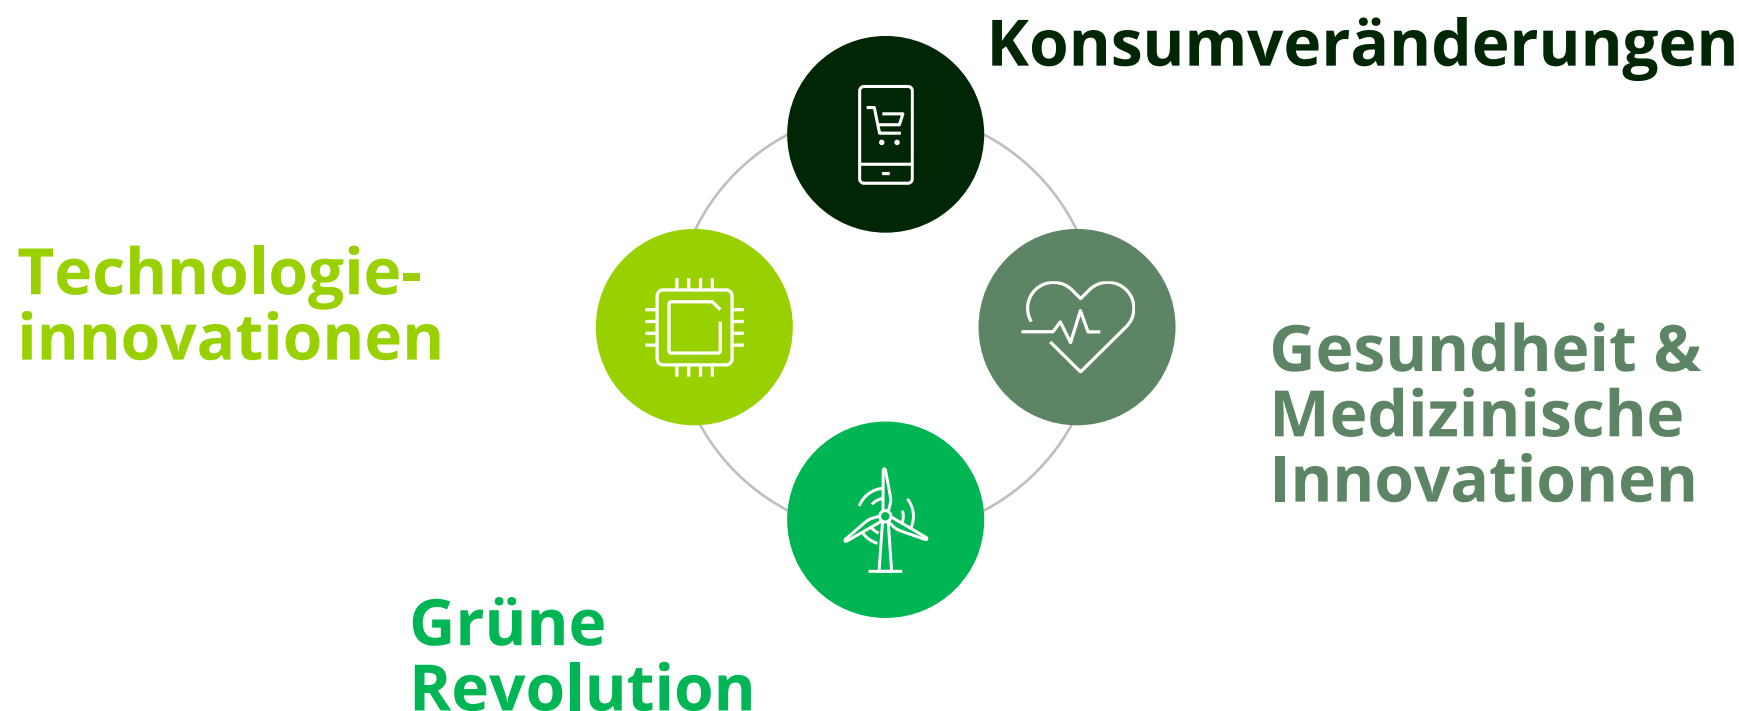 Konsumveränderungen
Technologie-
innovationen
Gesundheit &
Medizinische
Innovationen
Grüne
Revolution